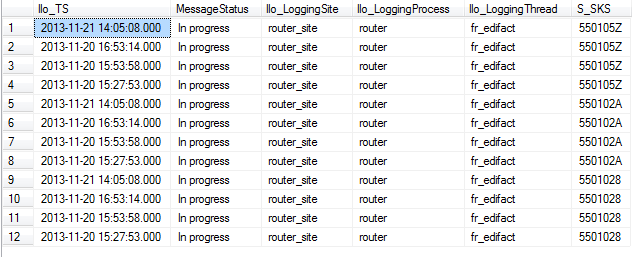 Ilo_TS MessageStatus Ilo_LoggingSite Ilo_LoggingProcess Ilo_LoggingThread S_SKS
1 2013-11-21 14:05:08.000 In progress router_site router fr_edifact 550105Z
2 2013-11-20 16:53:14.000 In progress router_site router fr_edifact 550105Z
3 2013-11-20 15:53:58.000 In progress router_site router fr_edifact 550105Z
4 2013-11-20 15:27:53.000 In progress router_site router fr_edifact 550105Z
5 2013-11-21 14:05:08.000 In progress router_site router fr_edifact 550102A
6 2013-11-20 16:53:14.000 In progress router_site router fr_edifact 550102A
7 2013-11-20 15:53:58.000 In progress router_site router fr_edifact 550102A
8 2013-11-20 15:27:53.000 In progress router_site router fr_edifact 550102A
9 2013-11-21 14:05:08.000 In progress router_site router fr_edifact 5501028
10 2013-11-20 16:53:14.000 In progress router_site router fr_edifact 5501028
11 2013-11-20 15:53:58.000 In progress router_site router fr_edifact 5501028
12 2013-11-20 15:27:53.000 In progress router_site router fr_edifact 5501028